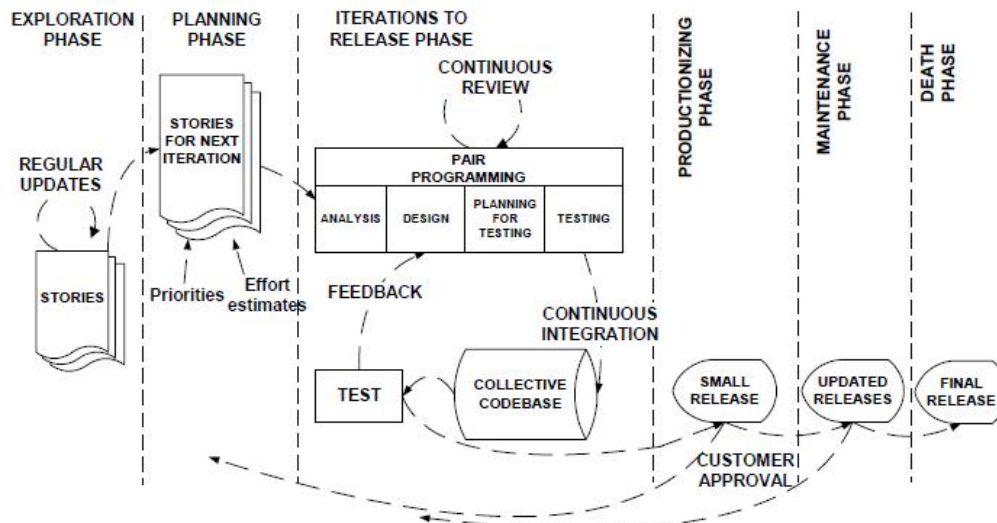 EXPLORATION
PHASE
PLANNING
PHASE
ITERATIONS TO
RELEASE PHASE
PRODUCTIONIZING
PHASE
MAINTENANCE
PHASE
DEATH
PHASE
REGULAR
UPDATES
STORIES
STORIES
FOR NEXT
ITERATION
Priorities
Effort
estimates
CONTINUOUS
REVIEW
PAIR
PROGRAMMING
ANALYSIS
DESIGN
PLANNING
FOR
TESTING
TESTING
FEEDBACK
CONTINUOUS
INTEGRATION
TEST
COLLECTIVE
CODEBASE
SMALL
RELEASE
UPDATED
RELEASES
FINAL
RELEASE
CUSTOMER
APPROVAL